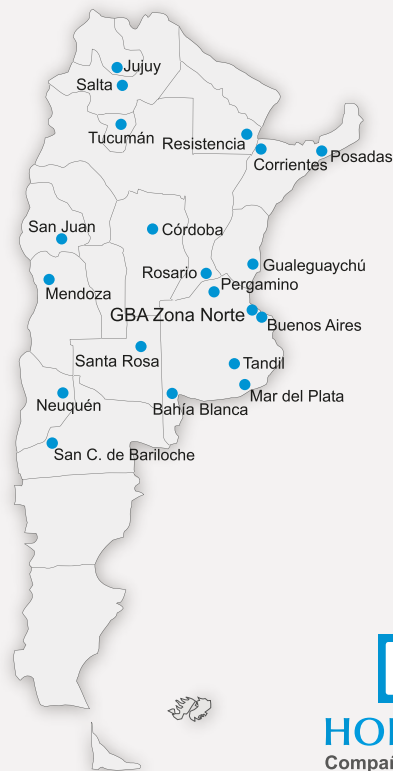 Jujuy
Salta
Tucumán
Resistencia
Corrientes
Posadas
San Juan
Córdoba
Rosario
Gualeguaychú
Mendoza
Pergamino
GBA Zona Norte
Buenos Aires
Santa Rosa
Tandil
Neuquén
Bahía Blanca
Mar del Plata
San C. de Bariloche